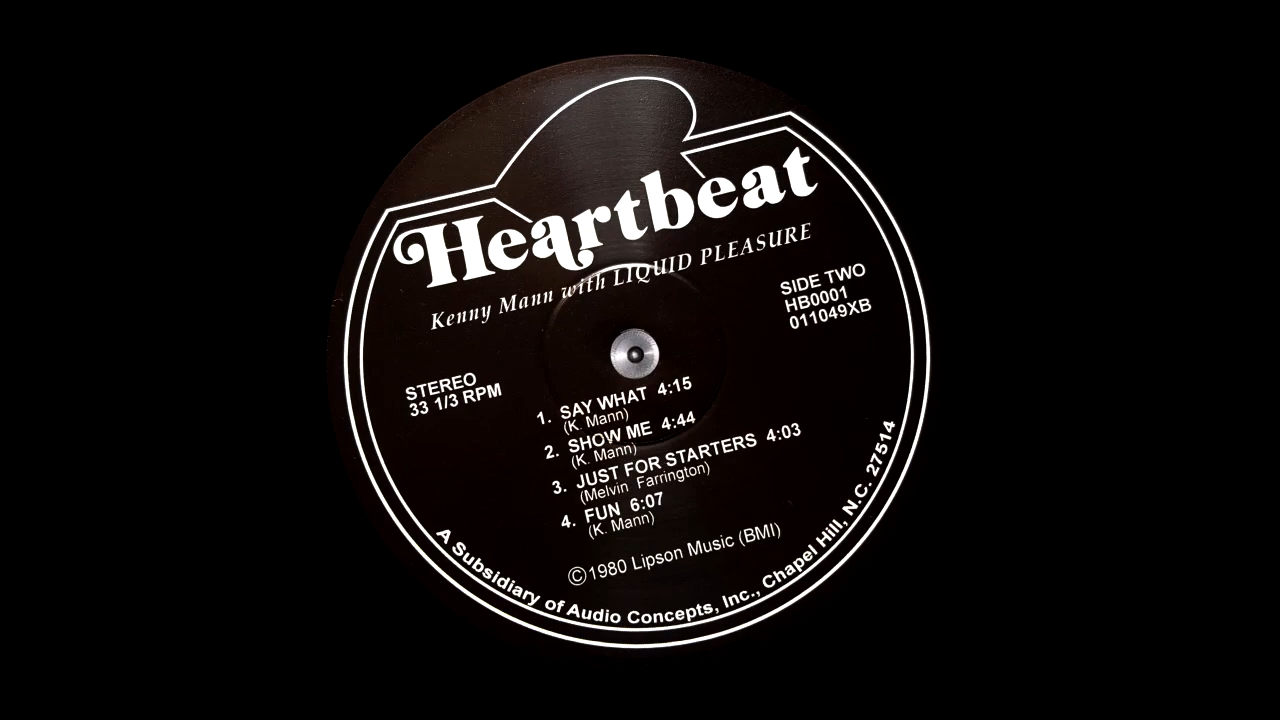 Heartbeat
Kenny Mann with LIQUID PLEASURE
SIDE TWO
HB0001
011049XB
STEREO
33 1/3 RPM
1. SAY WHAT 4:15
(K. Mann)
2. SHOW ME 4:44
(K. Mann)
3. JUST FOR STARTERS 4:03
(Melvin Farrington)
4. FUN 6:07
(K. Mann)
©1980 Lipson Music (BMI)
A Subsidiary of Audio Concepts, Inc., Chapel Hill, N.C. 27514